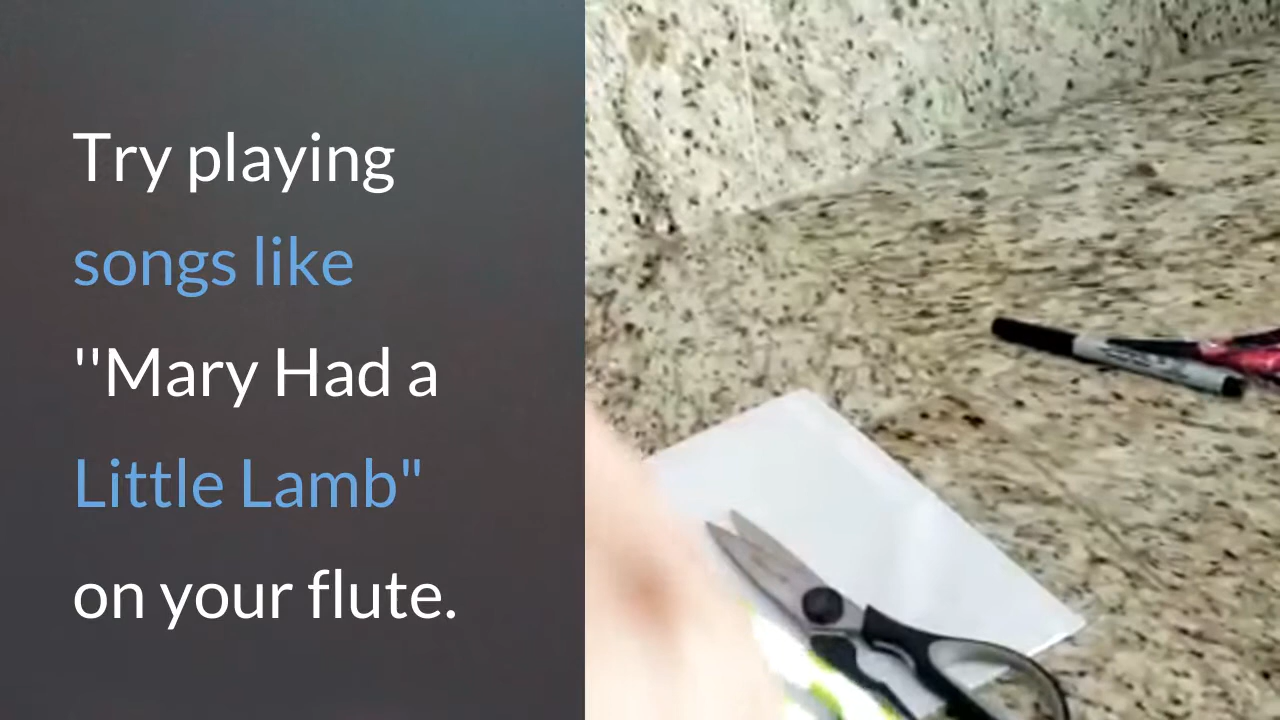 Try playing
songs like
''Mary Had a
Little Lamb"
on your flute.